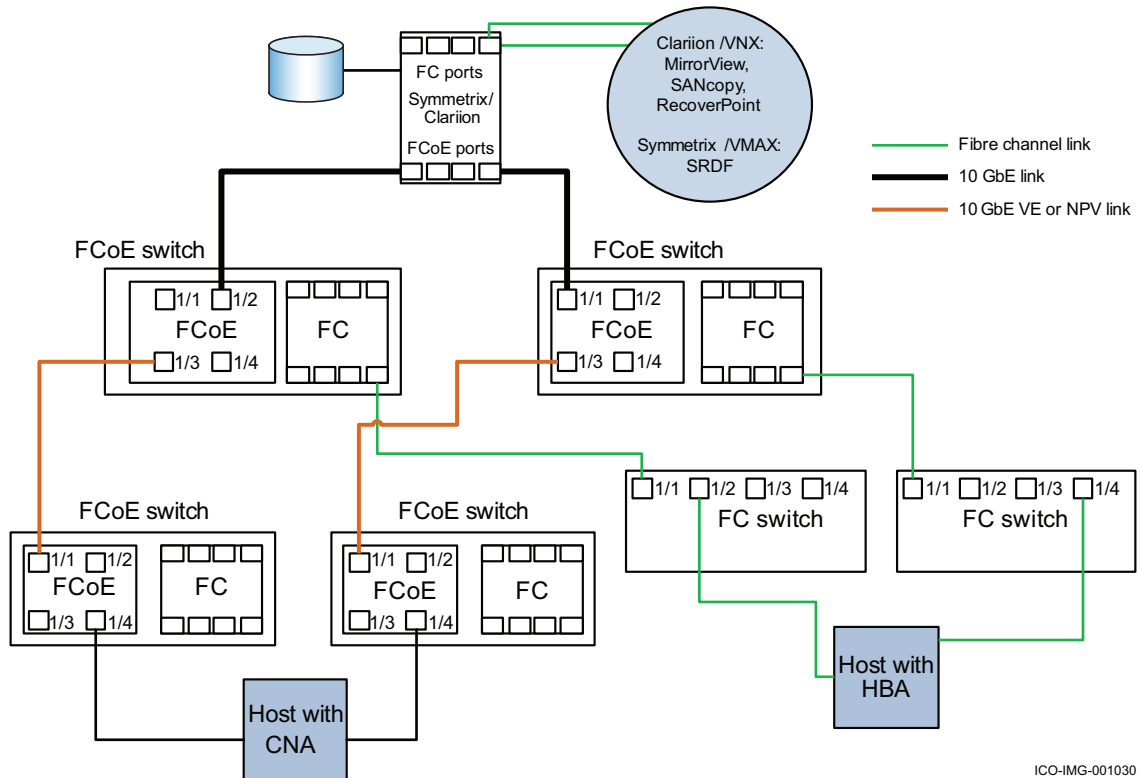 FC ports
Symmetrix/
Clariion
FCoE ports
Clariion /VNX:
MirrorView,
SANcopy,
RecoverPoint
Symmetrix /VMAX:
SRDF
Fibre channel link
10 GbE link
10 GbE VE or NPV link
FCoE switch
1/1 1/2
FCoE
1/3 1/4
FC
FCoE switch
1/1 1/2
FCoE
1/3 1/4
FC
1/1 1/2 1/3 1/4
FC switch
1/1 1/2 1/3 1/4
FC switch
FCoE switch
1/1 1/2
FCoE
1/3 1/4
FC
FCoE switch
1/1 1/2
FCoE
1/3 1/4
FC
Host with
CNA
Host with
HBA
ICO-IMG-001030